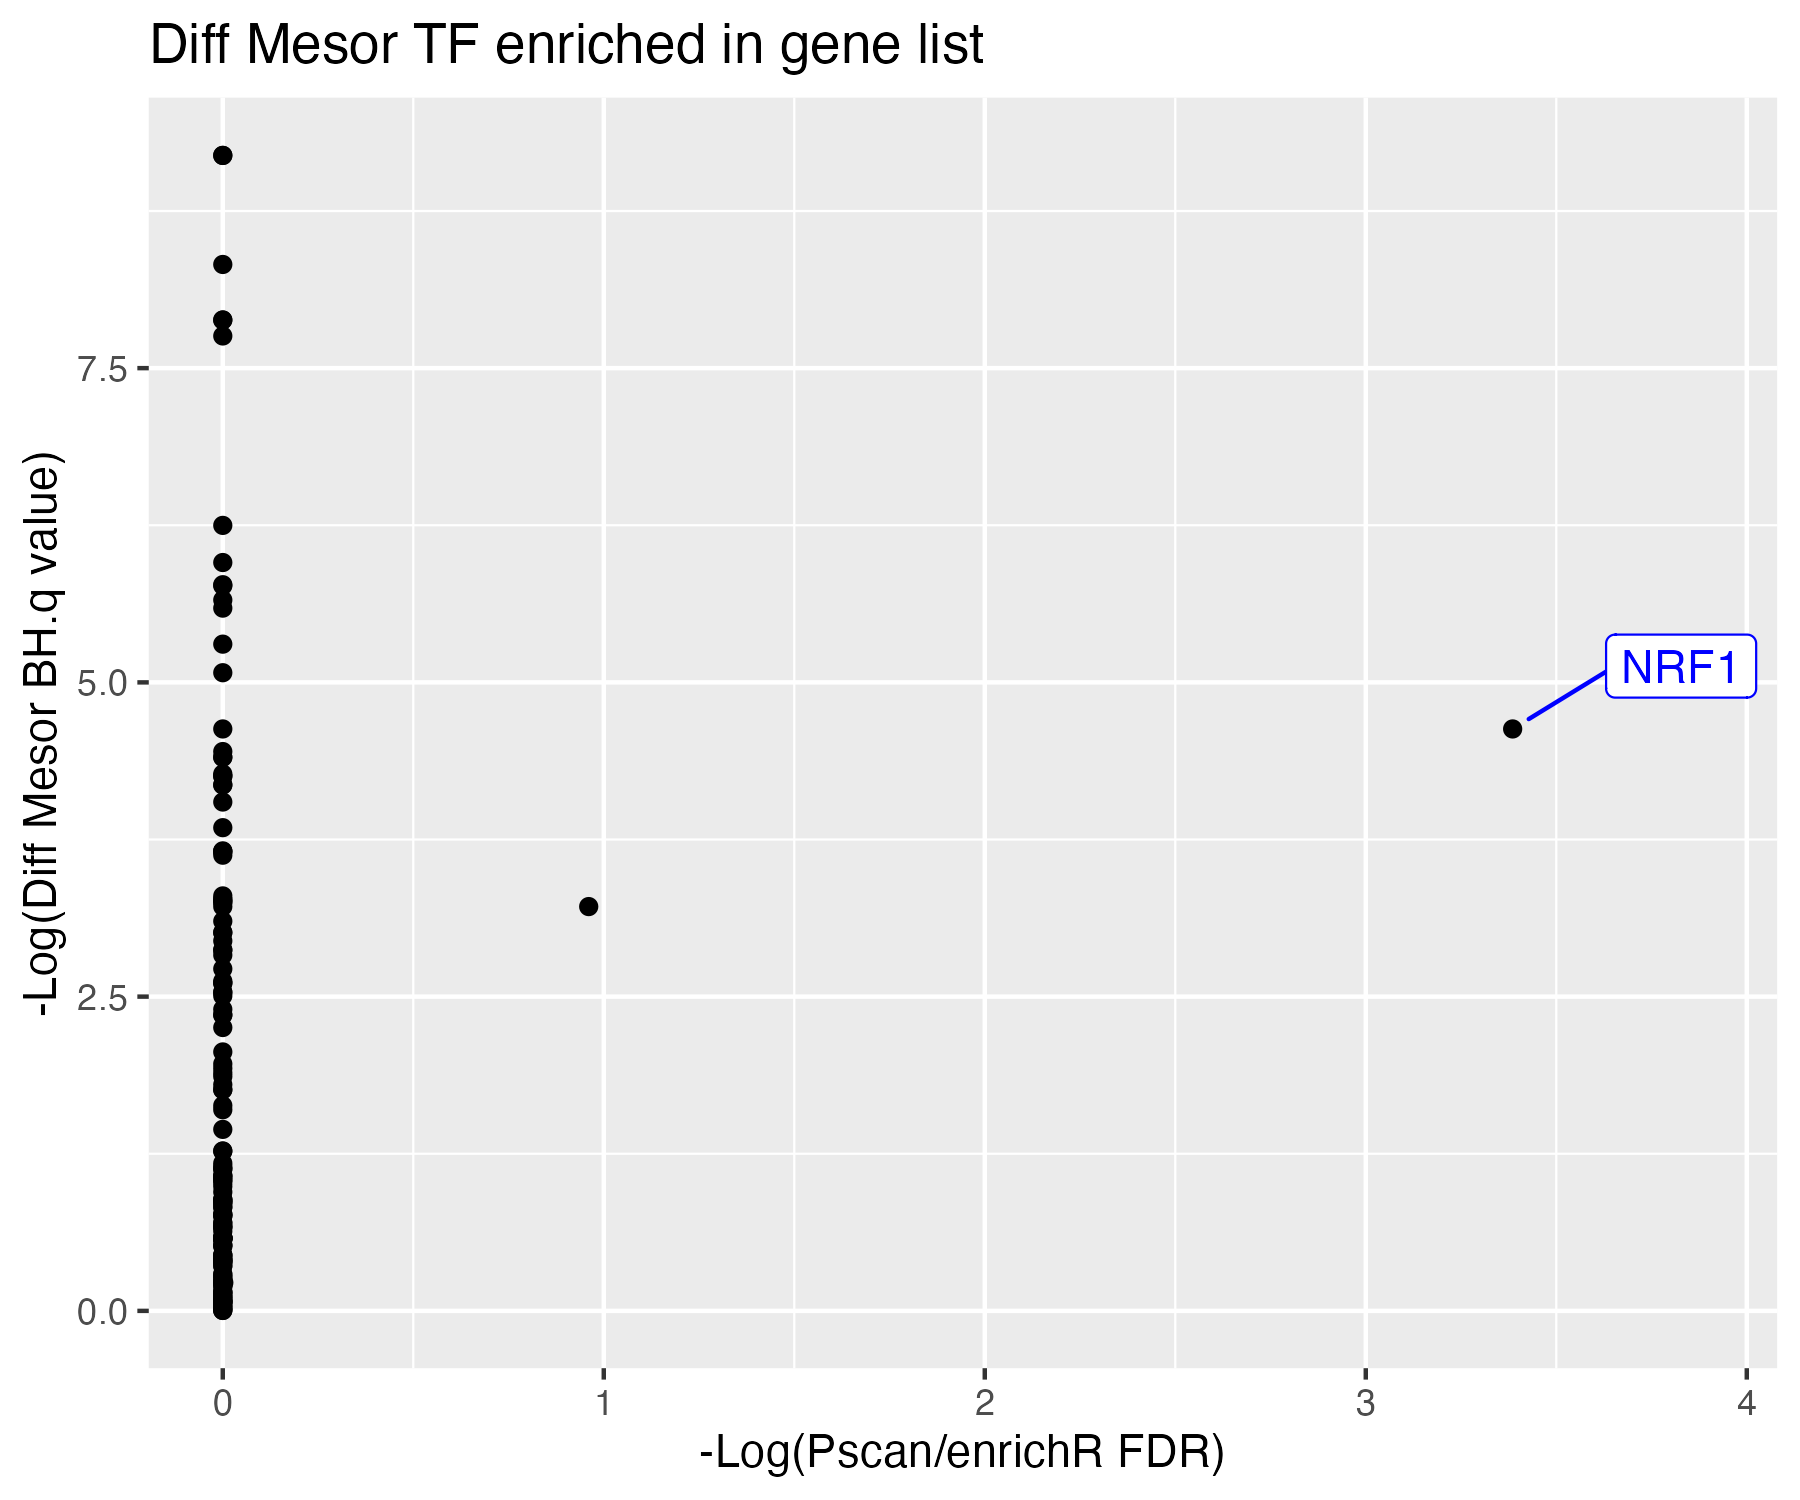 Diff Mesor TF enriched in gene list
-Log(Diff Mesor BH.q value)
7.5
5.0
2.5
0.0
NRF1
0 1 2 3 4
-Log(Pscan/enrichR FDR)